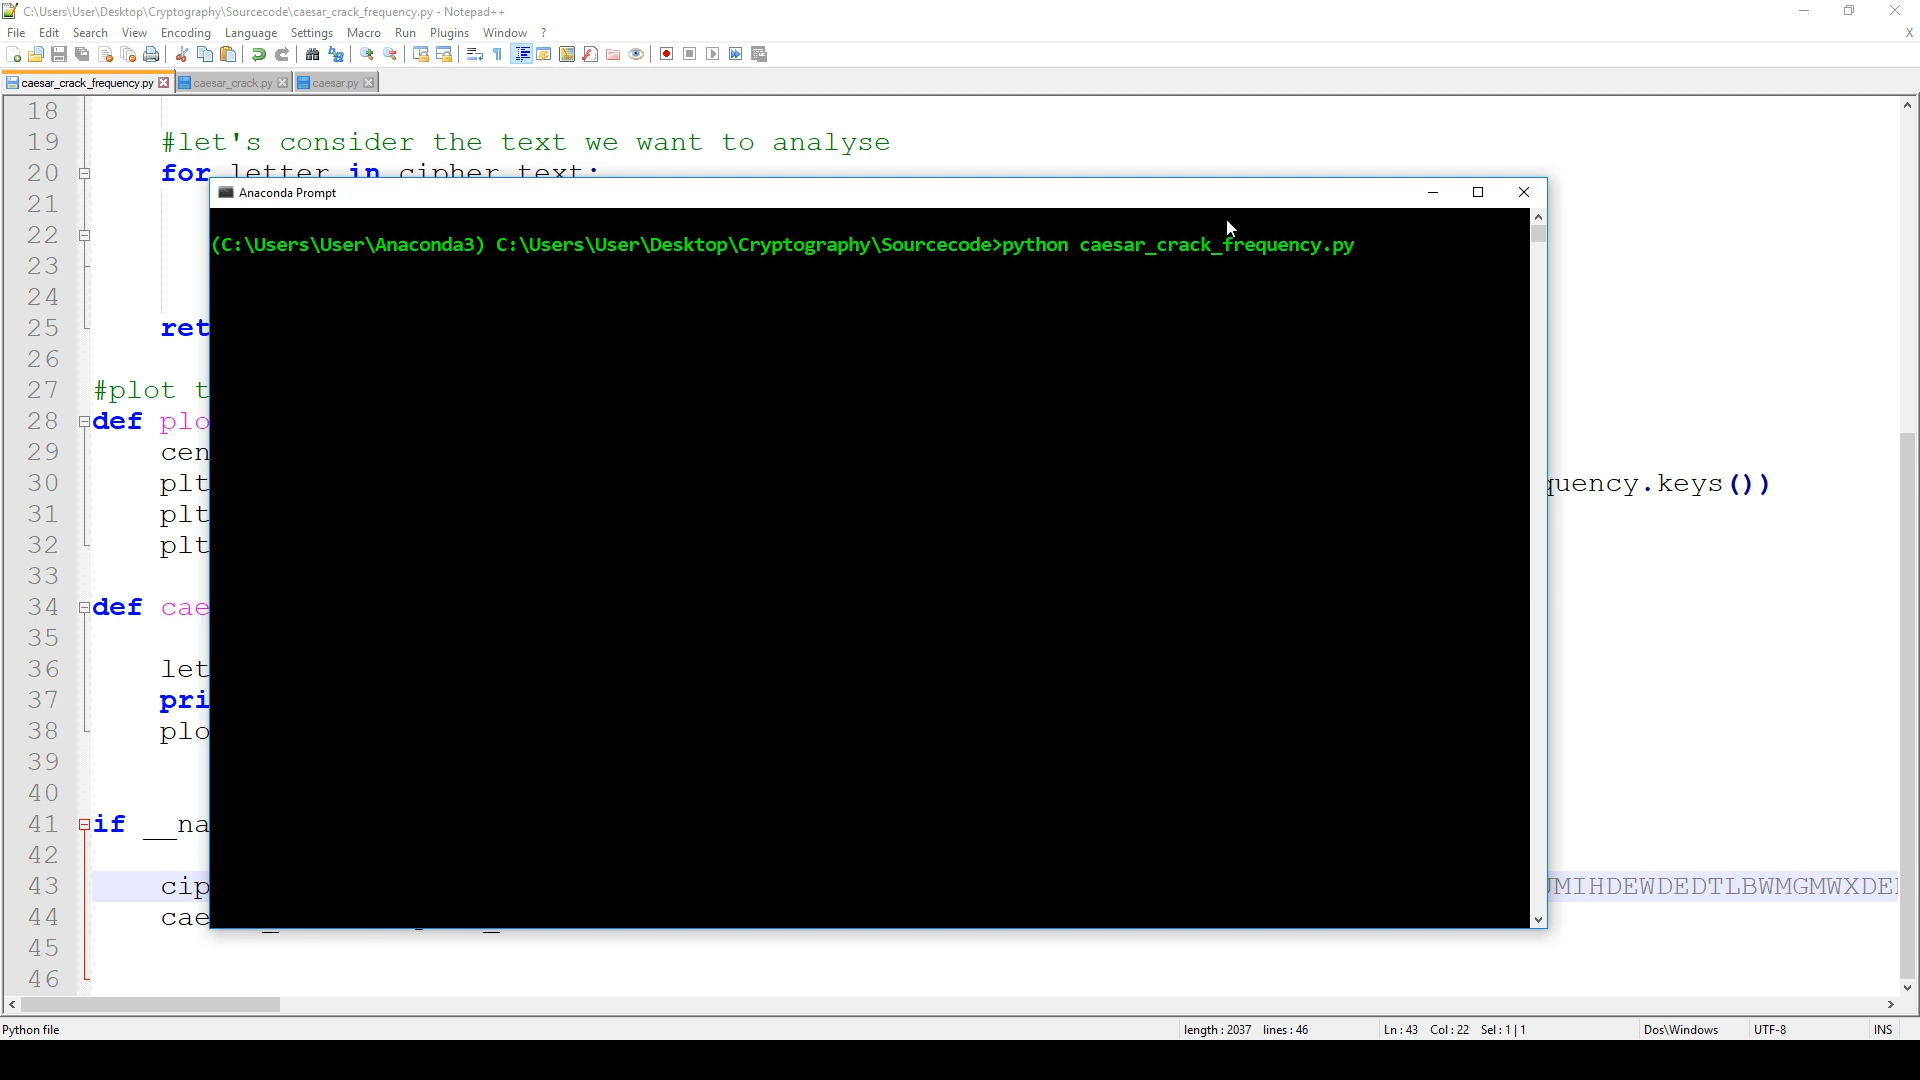 C:\Users\User\Desktop\Cryptography\Sourcecode\caesar_crack_frequency.py - Notepad++
File Edit Search View Encoding Language Settings Macro Run Plugins Window ? X
caesar_crack_frequency.py caesar_crack.py caesar.py
18
19 #let's consider the text we want to analyse
20 for letter in cipher_text:
Anaconda Prompt
21
22
(C:\Users\User\Anaconda3) C:\Users\User\Desktop\Cryptography\Sourcecode>python caesar_crack_frequency.py
23
24
25 ret
26
27 #plot t
28 def plo
29 cen
30 plt quency.keys())
31 plt
32 plt
33
34 def cae
35
36 let
37 pri
38 plo
39
40
41 if __na
42
43 cip UMIHDEWDEDTLBWMGMWXDE
44 cae
45
46
Python file length : 2037 lines : 46 Ln : 43 Col : 22 Sel : 1 | 1 Dos\Windows UTF-8 INS